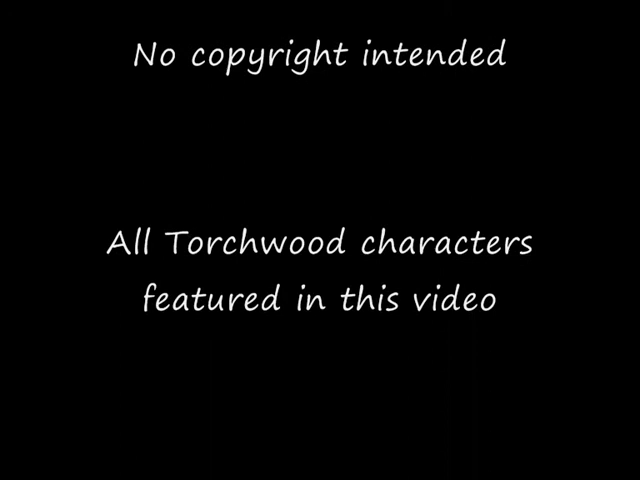 No copyright intended
All Torchwood characters
featured in this video